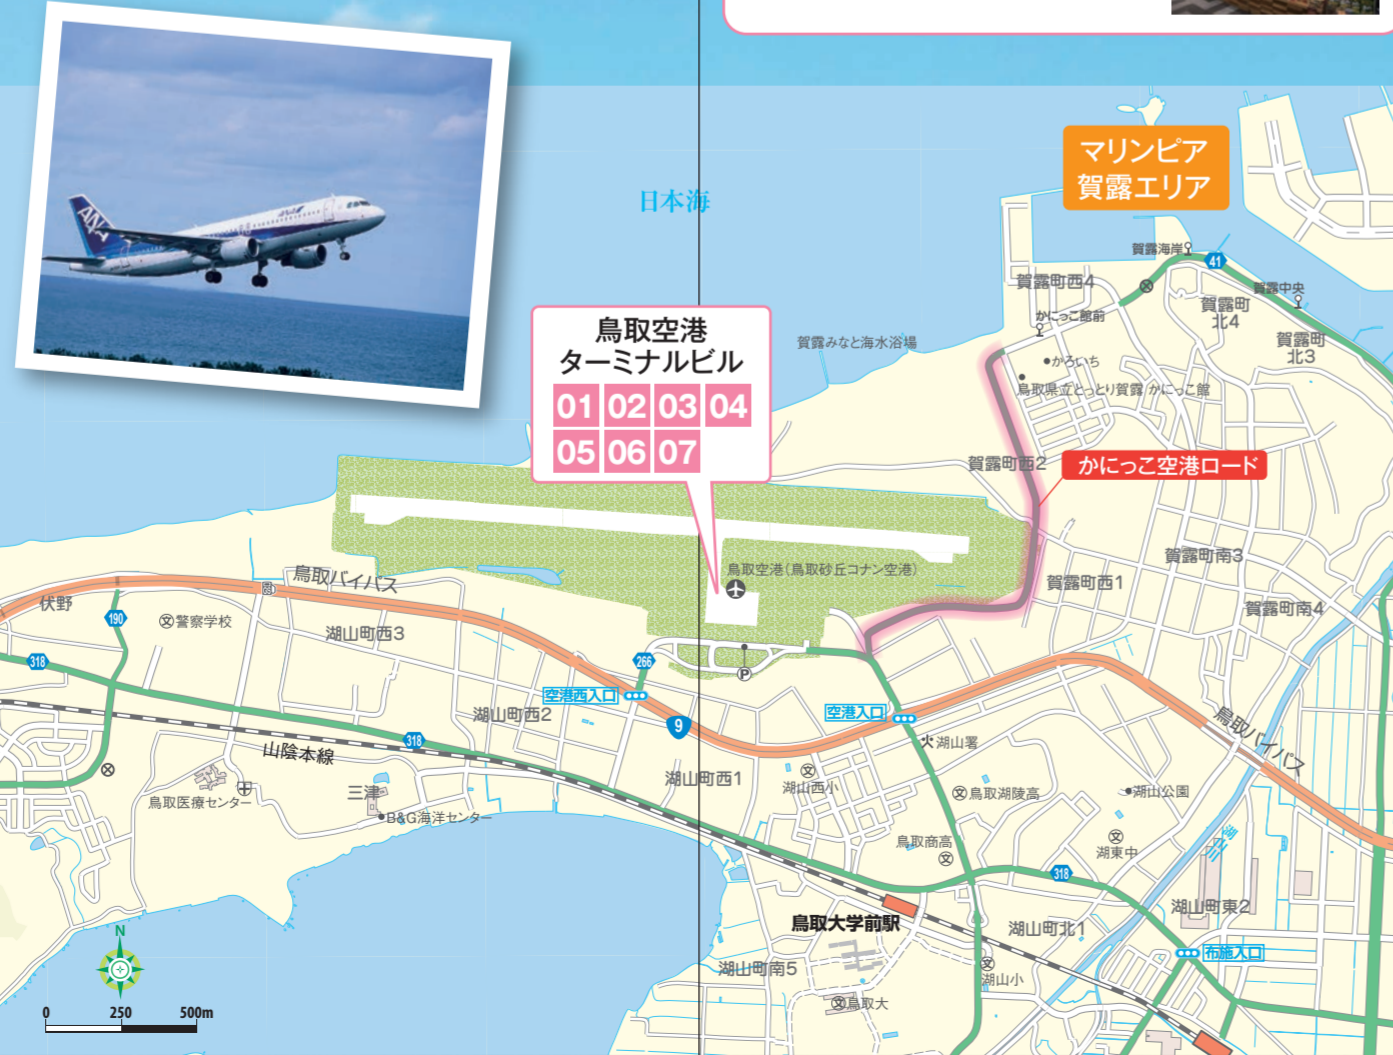 ANA
ANA
日本海
マリンピア
賀露エリア
賀露海岸
41
賀露中央
賀露町西4
賀露町
北4
かにっこ館前
賀露町
北3
鳥取空港
ターミナルビル
01 02 03 04
05 06 07
賀露みなと海水浴場
かろいち
鳥取県立とっとり賀露かにっこ館
賀露町西2
かにっこ空港ロード
賀露町南3
鳥取空港(鳥取砂丘コナン空港)
賀露町西1
賀露町南4
鳥取バイパス
伏野
190
文警察学校
湖山町西3
318
266
P
空港西入口
湖山町西2
9
空港入口
鳥取バイパス
318
山陰本線
湖山署
湖山町西1
文
湖山西小
文鳥取湖陵高
湖山公園
鳥取医療センター
三津
B&G海洋センター
鳥取商高
文
文
湖東中
湖山川
318
湖山町東2
鳥取大学前駅
湖山町北1
布施入口
N
湖山町南5
文
湖山小
文鳥取大
0 250 500m